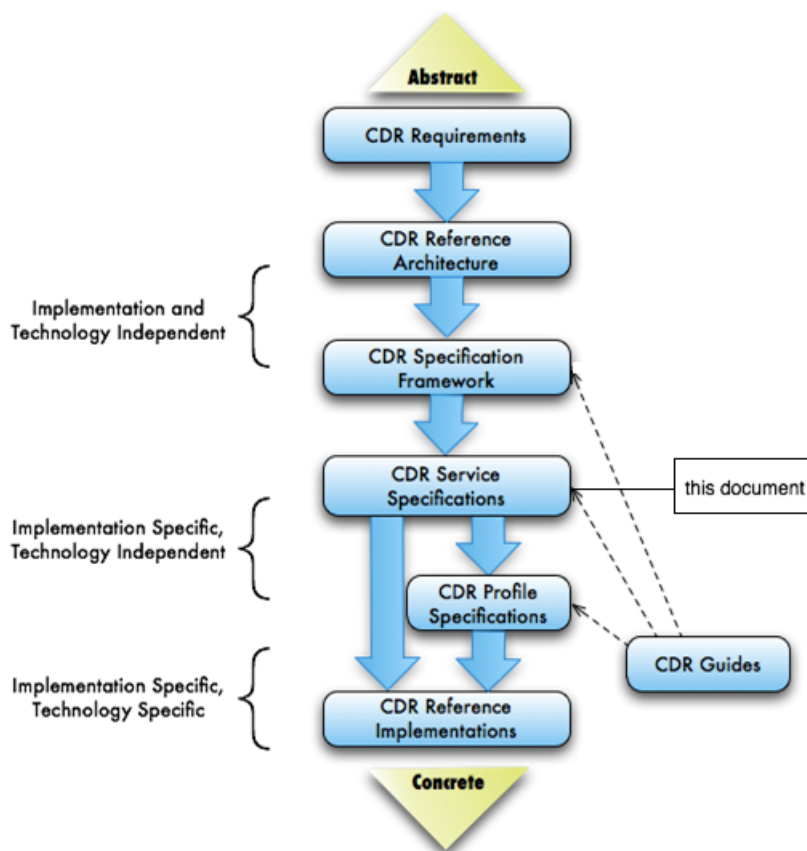 Abstract
CDR Requirements
CDR Reference
Architecture
Implementation and
Technology Independent
CDR Specification
Framework
CDR Service
Specifications
this document
Implementation Specific,
Technology Independent
CDR Profile
Specifications
CDR Guides
Implementation Specific,
Technology Specific
CDR Reference
Implementations
Concrete